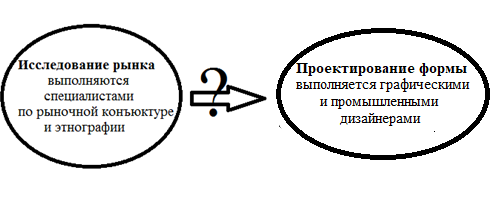 Исследование рынка
выполняются
специалистами
по рыночной конъюктуре
и этнографии
?
Проектирование формы
выполняется графическими
и промышленными
дизайнерами